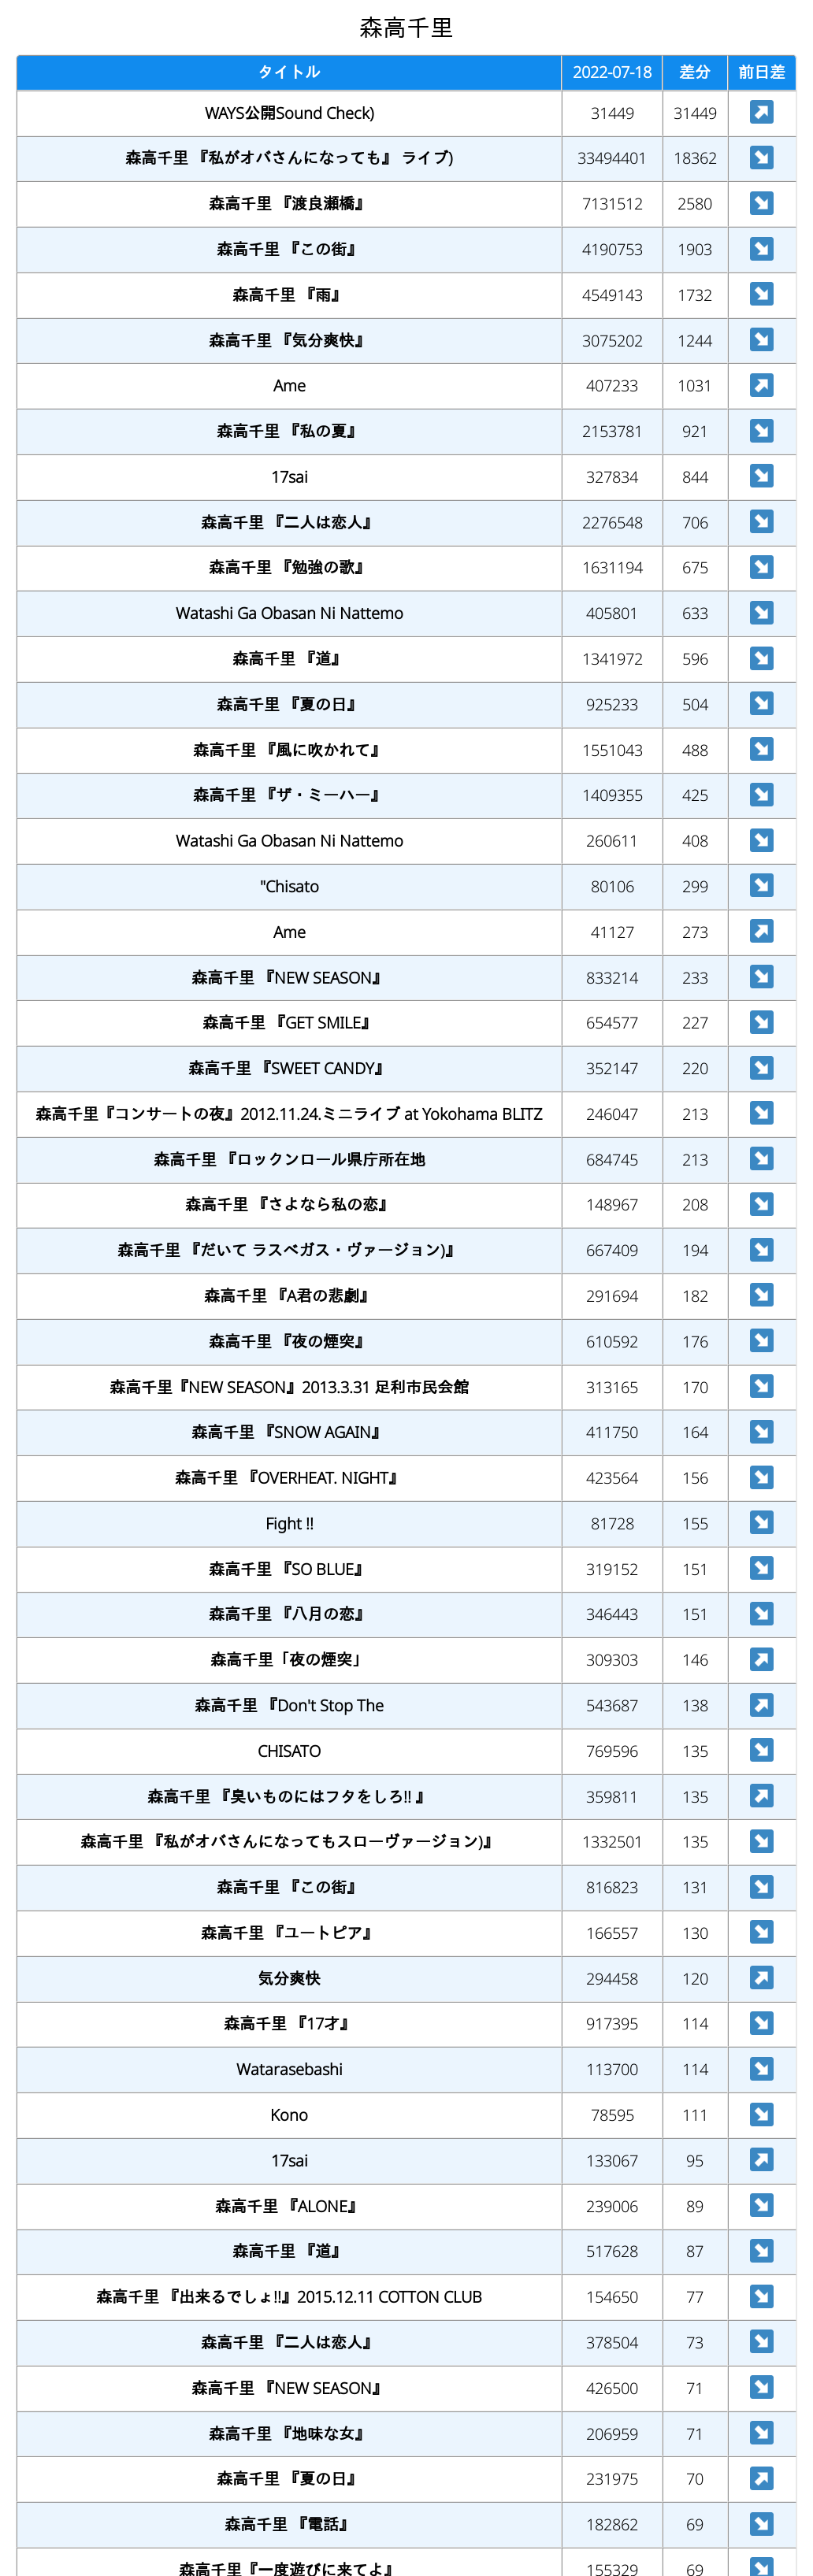 森高千里
タイトル 2022-07-18 差分 前日差
WAYS公開Sound Check) 31449 31449
森高千里 『私がオバさんになっても』 ライブ) 33494401 18362
森高千里 『渡良瀬橋』 7131512 2580
森高千里 『この街』 4190753 1903
森高千里 『雨』 4549143 1732
森高千里 『気分爽快』 3075202 1244
Ame 407233 1031
森高千里 『私の夏』 2153781 921
17sai 327834 844
森高千里 『二人は恋人』 2276548 706
森高千里 『勉強の歌』 1631194 675
Watashi Ga Obasan Ni Nattemo 405801 633
森高千里 『道』 1341972 596
森高千里 『夏の日』 925233 504
森高千里 『風に吹かれて』 1551043 488
森高千里 『ザ・ミーハー』 1409355 425
Watashi Ga Obasan Ni Nattemo 260611 408
"Chisato 80106 299
Ame 41127 273
森高千里 『NEW SEASON』 833214 233
森高千里 『GET SMILE』 654577 227
森高千里 『SWEET CANDY』 352147 220
森高千里『コンサートの夜』2012.11.24.ミニライブ at Yokohama BLITZ 246047 213
森高千里 『ロックンロール県庁所在地 684745 213
森高千里 『さよなら私の恋』 148967 208
森高千里 『だいて ラスベガス・ヴァージョン)』 667409 194
森高千里 『A君の悲劇』 291694 182
森高千里 『夜の煙突』 610592 176
森高千里『NEW SEASON』2013.3.31 足利市民会館 313165 170
森高千里 『SNOW AGAIN』 411750 164
森高千里 『OVERHEAT. NIGHT』 423564 156
Fight !! 81728 155
森高千里 『SO BLUE』 319152 151
森高千里 『八月の恋』 346443 151
森高千里「夜の煙突」 309303 146
森高千里 『Don't Stop The 543687 138
CHISATO 769596 135
森高千里 『臭いものにはフタをしろ!! 』 359811 135
森高千里 『私がオバさんになってもスローヴァージョン)』 1332501 135
森高千里 『この街』 816823 131
森高千里 『ユートピア』 166557 130
気分爽快 294458 120
森高千里 『17才』 917395 114
Watarasebashi 113700 114
Kono 78595 111
17sai 133067 95
森高千里 『ALONE』 239006 89
森高千里 『道』 517628 87
森高千里 『出来るでしょ!!』2015.12.11 COTTON CLUB 154650 77
森高千里 『二人は恋人』 378504 73
森高千里 『NEW SEASON』 426500 71
森高千里 『地味な女』 206959 71
森高千里 『夏の日』 231975 70
森高千里 『電話』 182862 69
森高千里『一度遊びに来てよ』 155329 69